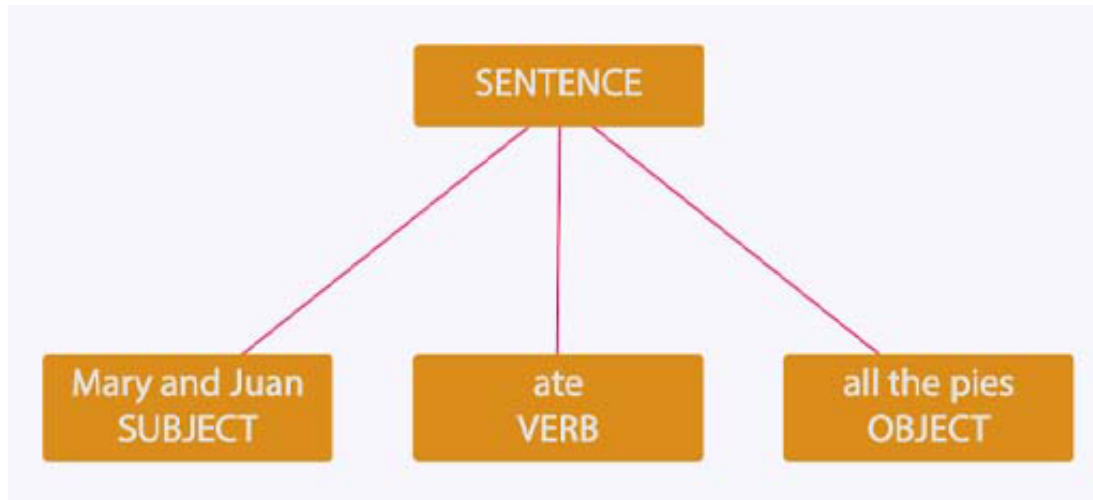 SENTENCE
Mary and Juan
SUBJECT
ate
VERB
all the pies
OBJECT